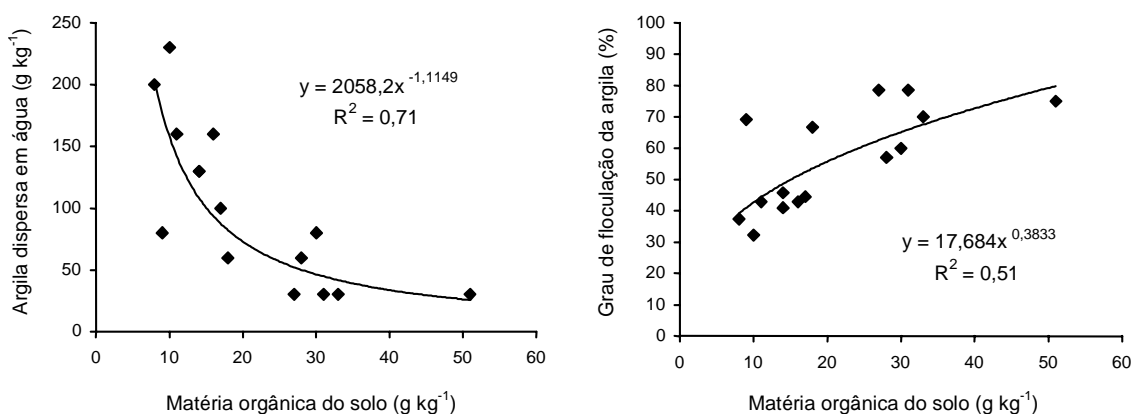 Argila dispersa em água (g kg⁻¹)
250
200
150
100
50
0
y = 2058,2x^-1,1149
R² = 0,71
0 10 20 30 40 50 60
Matéria orgânica do solo (g kg⁻¹)
Grau de floculação da argila (%)
100
90
80
70
60
50
40
30
20
10
0
y = 17,684x^0,3833
R² = 0,51
0 10 20 30 40 50 60
Matéria orgânica do solo (g kg⁻¹)